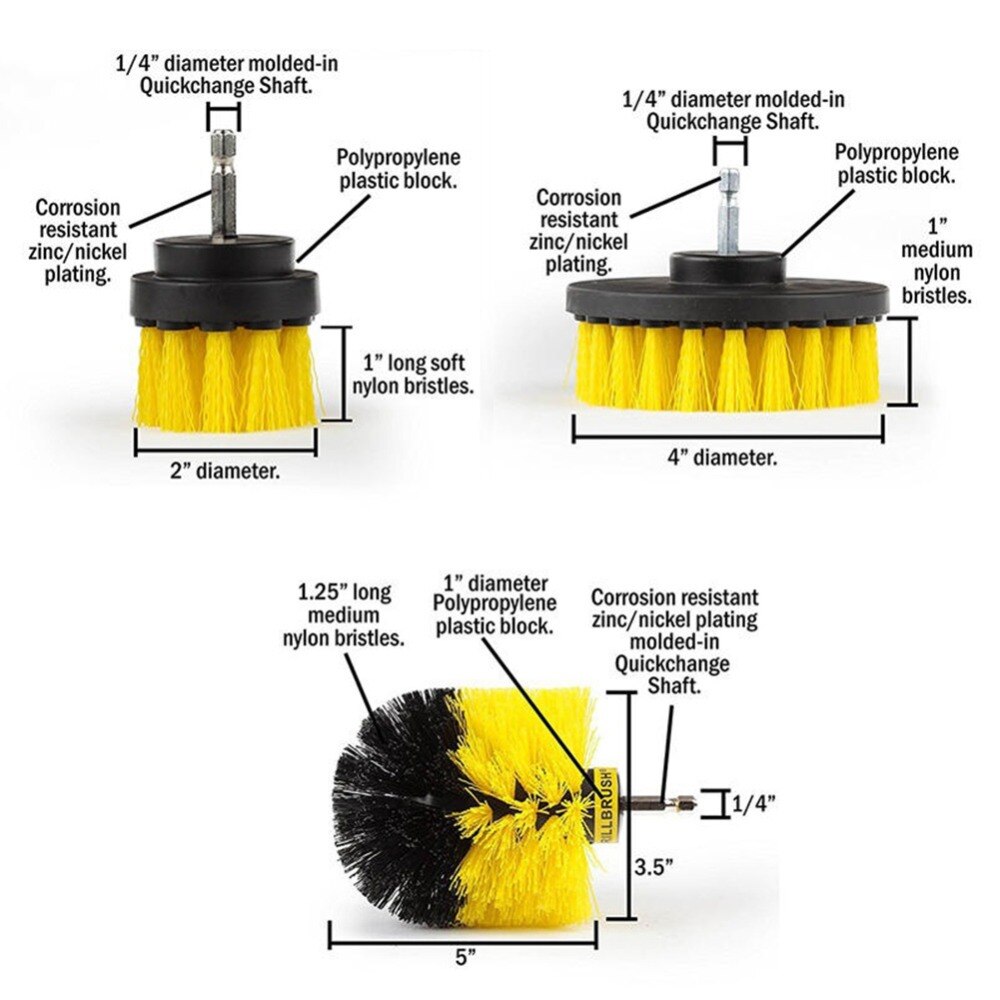 1/4” diameter molded-in
Quickchange Shaft.
Polypropylene
plastic block.
Corrosion
resistant
zinc/nickel
plating.
1” long soft
nylon bristles.
2” diameter.
1/4” diameter molded-in
Quickchange Shaft.
Polypropylene
plastic block.
Corrosion
resistant
zinc/nickel
plating.
1”
medium
nylon
bristles.
4” diameter.
1.25” long
medium
nylon bristles.
1” diameter
Polypropylene
plastic block.
Corrosion resistant
zinc/nickel plating
molded-in
Quickchange
Shaft.
RILLBRUSH
1/4”
3.5”
5”